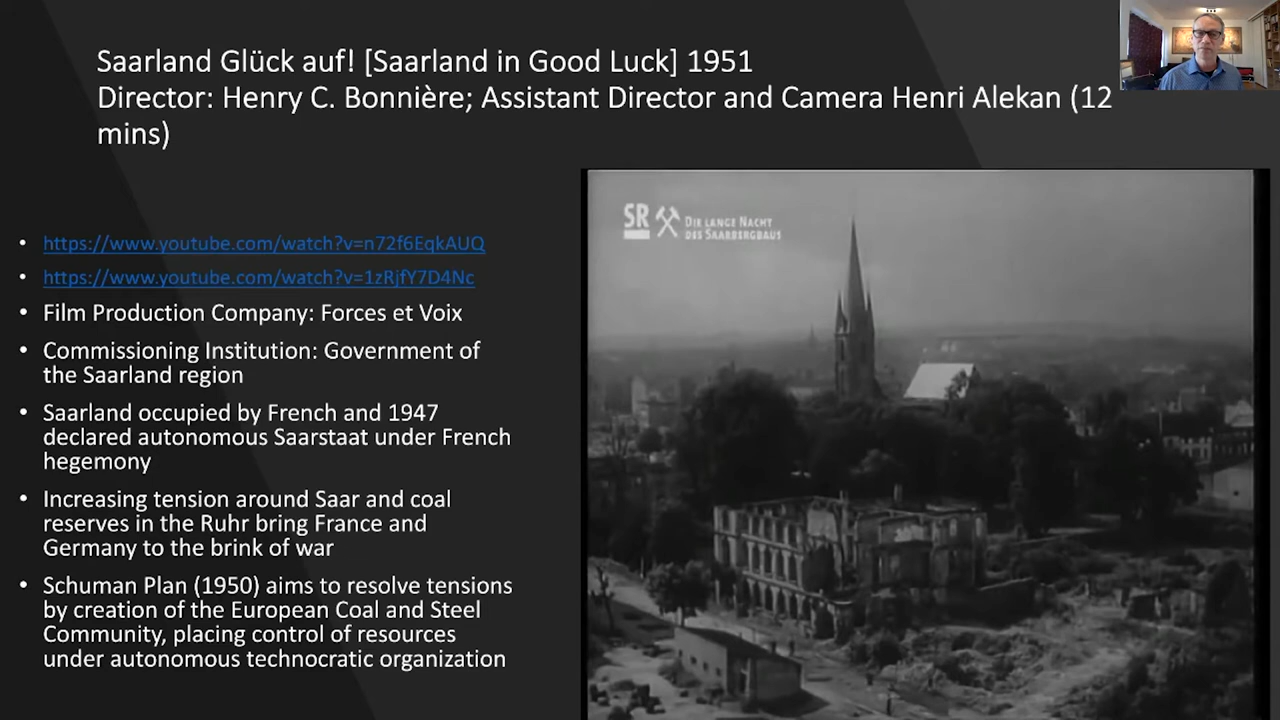 Saarland Glück auf! [Saarland in Good Luck] 1951
Director: Henry C. Bonnière; Assistant Director and Camera Henri Alekan (12
mins)
• https://www.youtube.com/watch?v=n72f6EqkAUQ
• https://www.youtube.com/watch?v=1zRjfY7D4Nc
• Film Production Company: Forces et Voix
• Commissioning Institution: Government of
the Saarland region
• Saarland occupied by French and 1947
declared autonomous Saarstaat under French
hegemony
• Increasing tension around Saar and coal
reserves in the Ruhr bring France and
Germany to the brink of war
• Schuman Plan (1950) aims to resolve tensions
by creation of the European Coal and Steel
Community, placing control of resources
under autonomous technocratic organization
SR DIE LANGE NACHT
DES SAARBERGBAUS